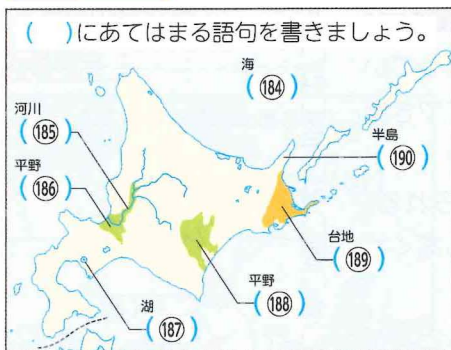 （ ）にあてはまる語句を書きましょう。
海
（184）
河川
（185）
半島
（190）
平野
（186）
台地
（189）
平野
（188）
湖
（187）